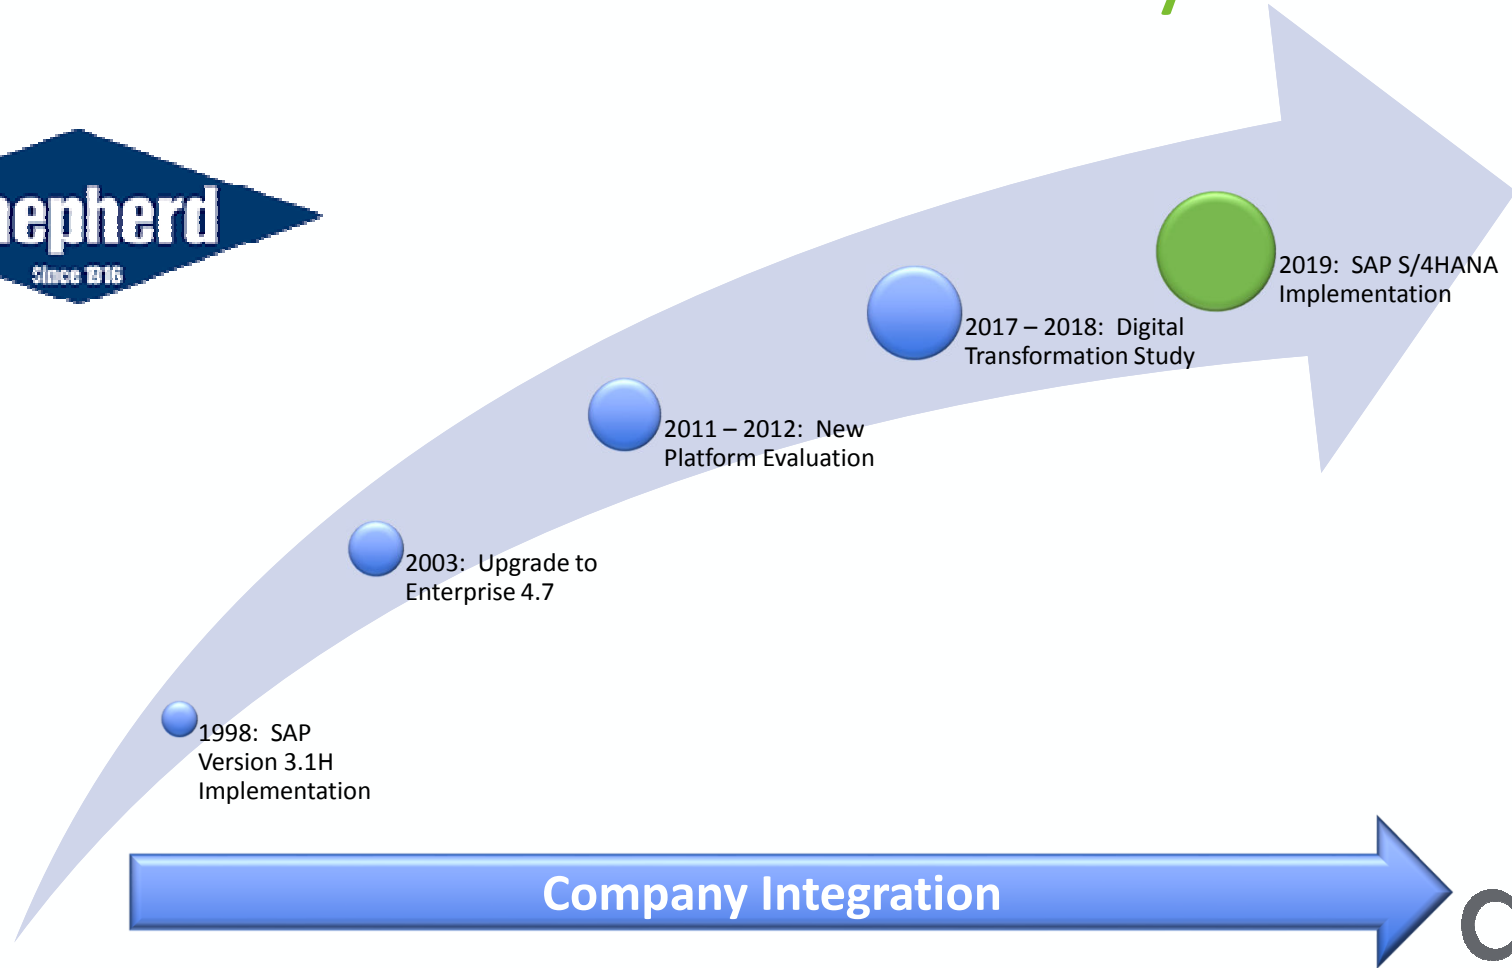 hepherd
Since 1916
2019: SAP S/4HANA
Implementation
2017 – 2018: Digital
Transformation Study
2011 – 2012: New
Platform Evaluation
2003: Upgrade to
Enterprise 4.7
1998: SAP
Version 3.1H
Implementation
Company Integration